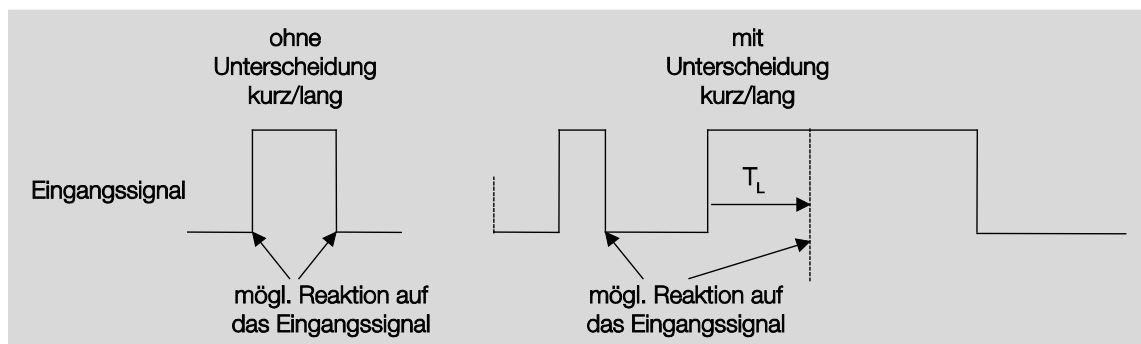 ohne
Unterscheidung
kurz/lang
mit
Unterscheidung
kurz/lang
Eingangssignal
TL
mögl. Reaktion auf
das Eingangssignal
mögl. Reaktion auf
das Eingangssignal